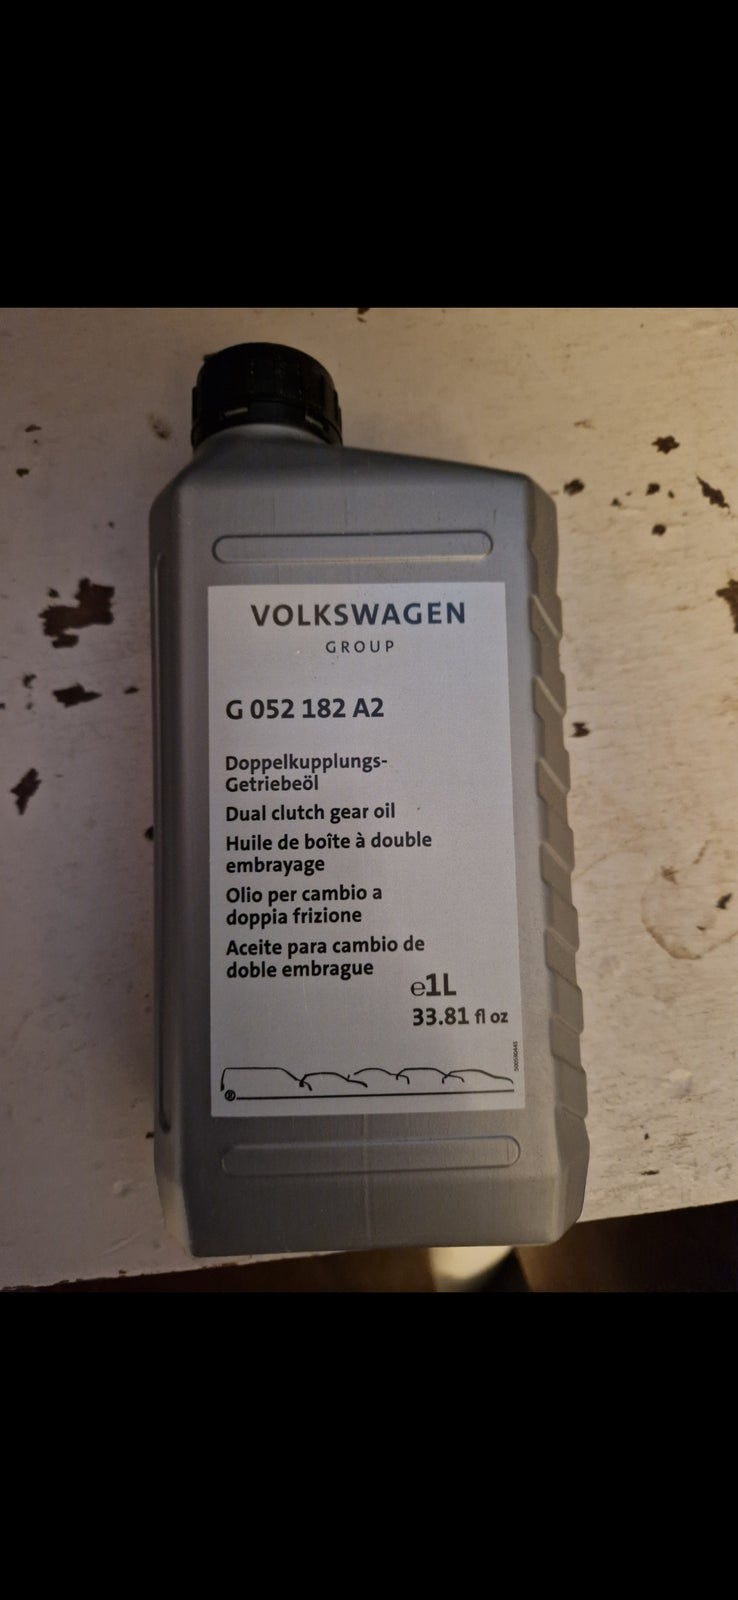 VOLKSWAGEN
GROUP
G 052 182 A2
Doppelkupplungs-
Getriebeöl
Dual clutch gear oil
Huile de boîte à double
embrayage
Olio per cambio a
doppia frizione
Aceite para cambio de
doble embrague
e1L
33.81 fl oz
®